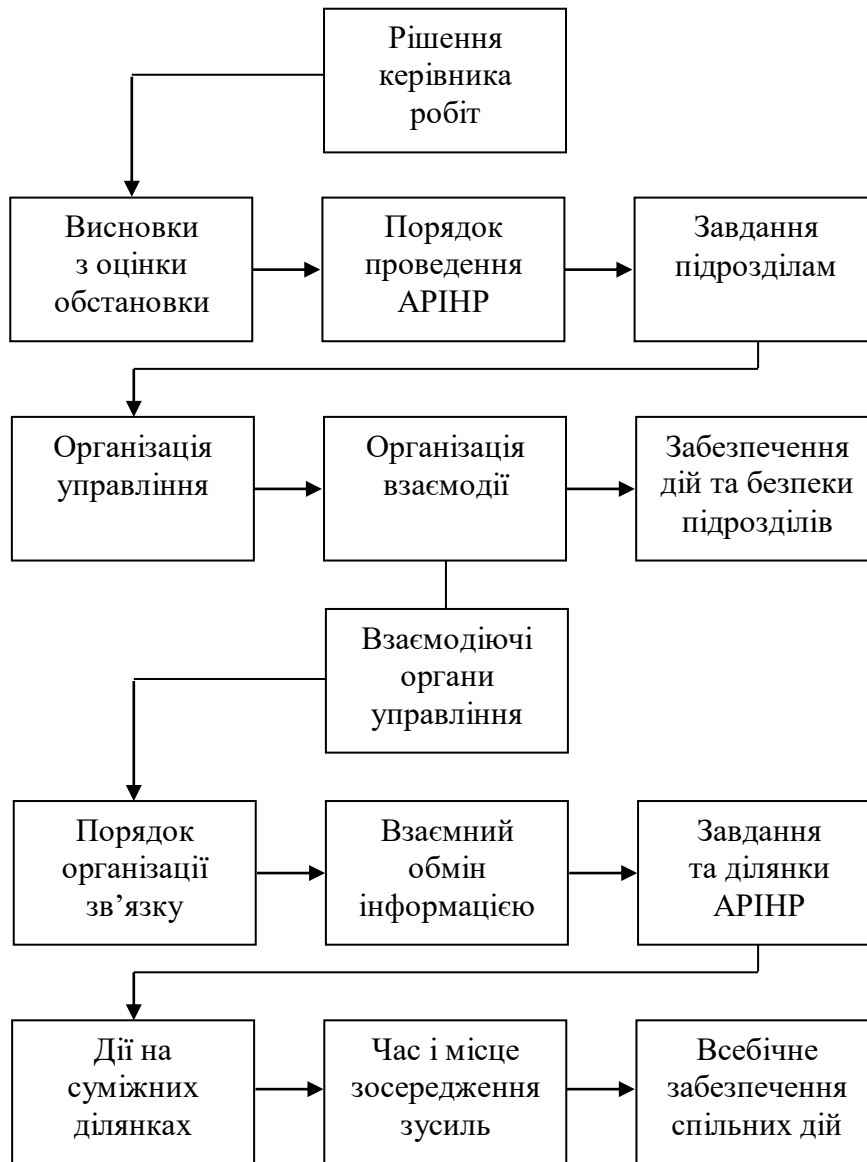 Рішення
керівника
робіт
Висновки
з оцінки
обстановки
Порядок
проведення
АРІНР
Завдання
підрозділам
Організація
управління
Організація
взаємодії
Забезпечення
дій та безпеки
підрозділів
Взаємодіючі
органи
управління
Порядок
організації
зв’язку
Взаємний
обмін
інформацією
Завдання
та ділянки
АРІНР
Дії на
суміжних
ділянках
Час і місце
зосередження
зусиль
Всебічне
забезпечення
спільних дій